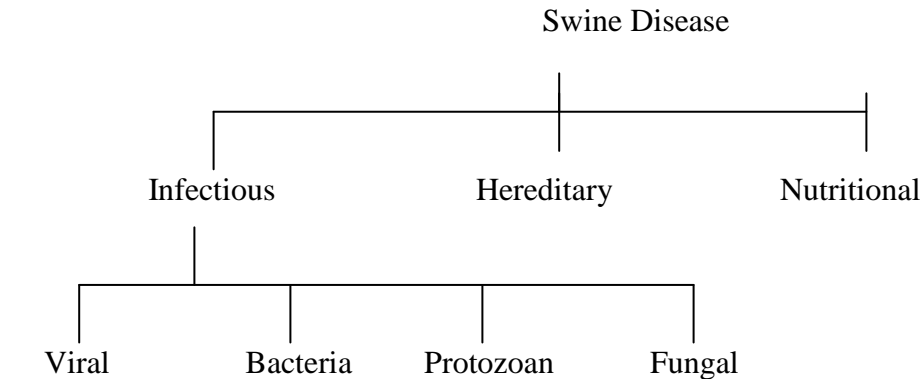 Swine Disease
Infectious Hereditary Nutritional
Viral Bacteria Protozoan Fungal